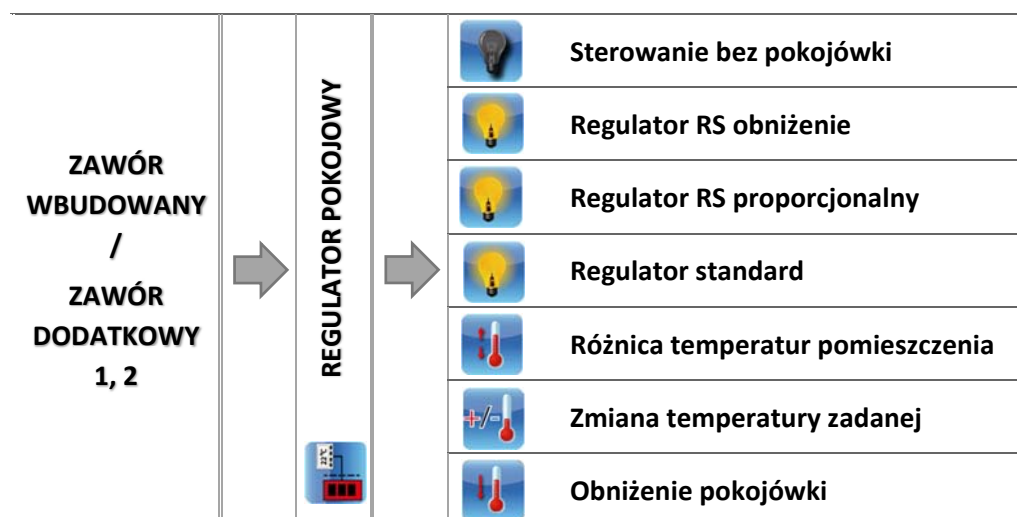 ZAWÓR
WBUDOWANY
/
ZAWÓR
DODATKOWY
1, 2
REGULATOR POKOJOWY
22°C
Sterowanie bez pokojówki
Regulator RS obniżenie
Regulator RS proporcjonalny
Regulator standard
Różnica temperatur pomieszczenia
+/-
Zmiana temperatury zadanej
Obniżenie pokojówki